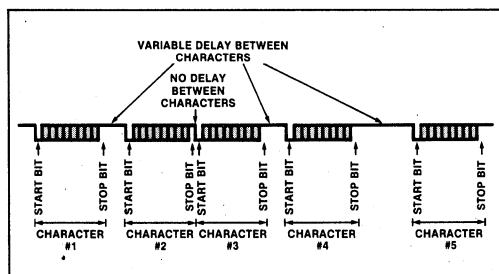 VARIABLE DELAY BETWEEN
CHARACTERS
NO DELAY
BETWEEN
CHARACTERS
START BIT
STOP BIT
START BIT
STOP BIT
START BIT
STOP BIT
START BIT
STOP BIT
START BIT
STOP BIT
CHARACTER
#1
CHARACTER
#2
CHARACTER
#3
CHARACTER
#4
CHARACTER
#5